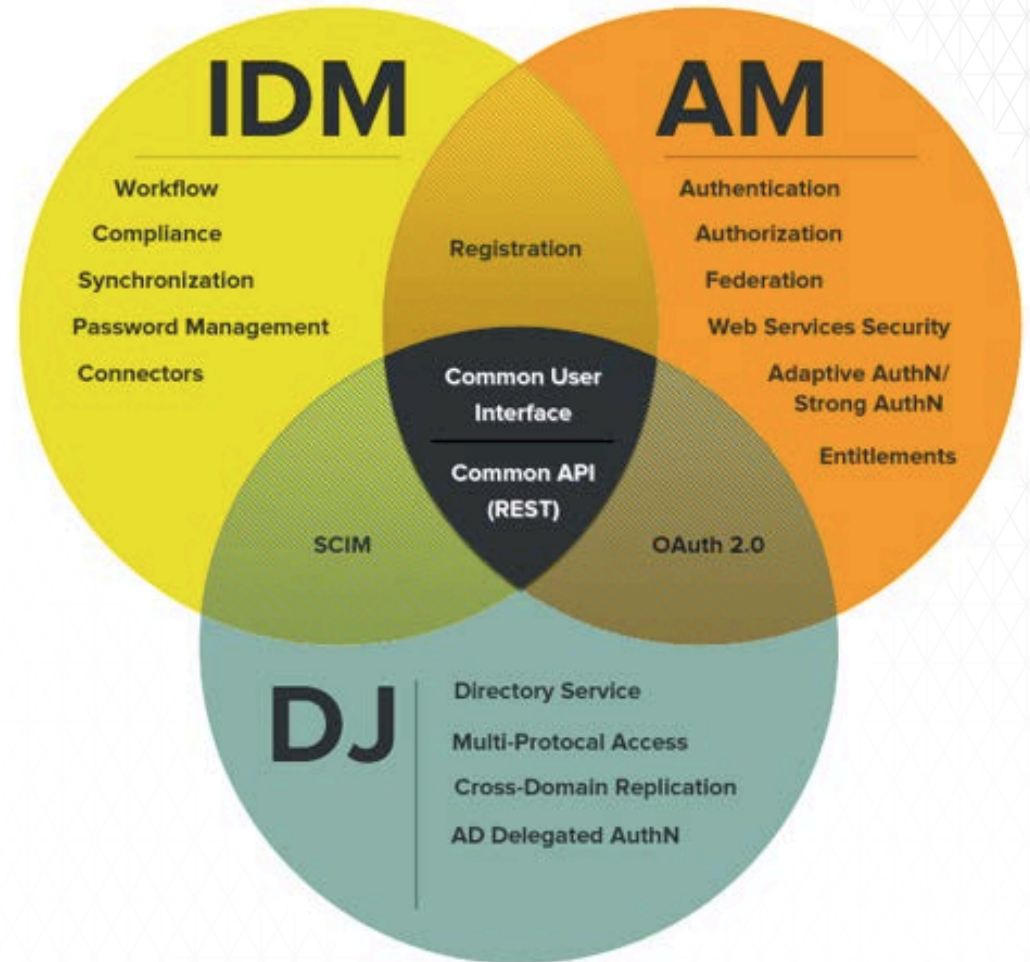 IDM
Workflow
Compliance
Synchronization
Password Management
Connectors
AM
Authentication
Authorization
Federation
Web Services Security
Adaptive AuthN/
Strong AuthN
Entitlements
Registration
Common User
Interface
Common API
(REST)
SCIM
OAuth 2.0
DJ
Directory Service
Multi-Protocal Access
Cross-Domain Replication
AD Delegated AuthN